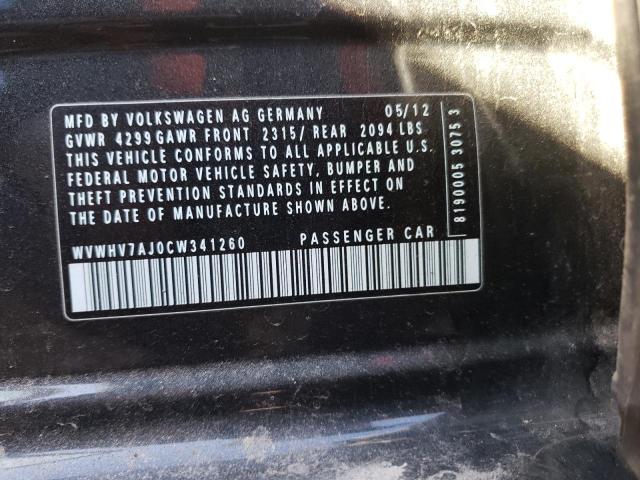 MFD BY VOLKSWAGEN AG GERMANY 05/12
GVWR 4299 GAWR FRONT 2315/ REAR 2094 LBS
THIS VEHICLE CONFORMS TO ALL APPLICABLE U.S.
FEDERAL MOTOR VEHICLE SAFETY, BUMPER AND
THEFT PREVENTION STANDARDS IN EFFECT ON
THE DATE OF MANUFACTURE SHOWN ABOVE.
WVWHV7AJ0CW341260 PASSENGER CAR
8190005 3075 3